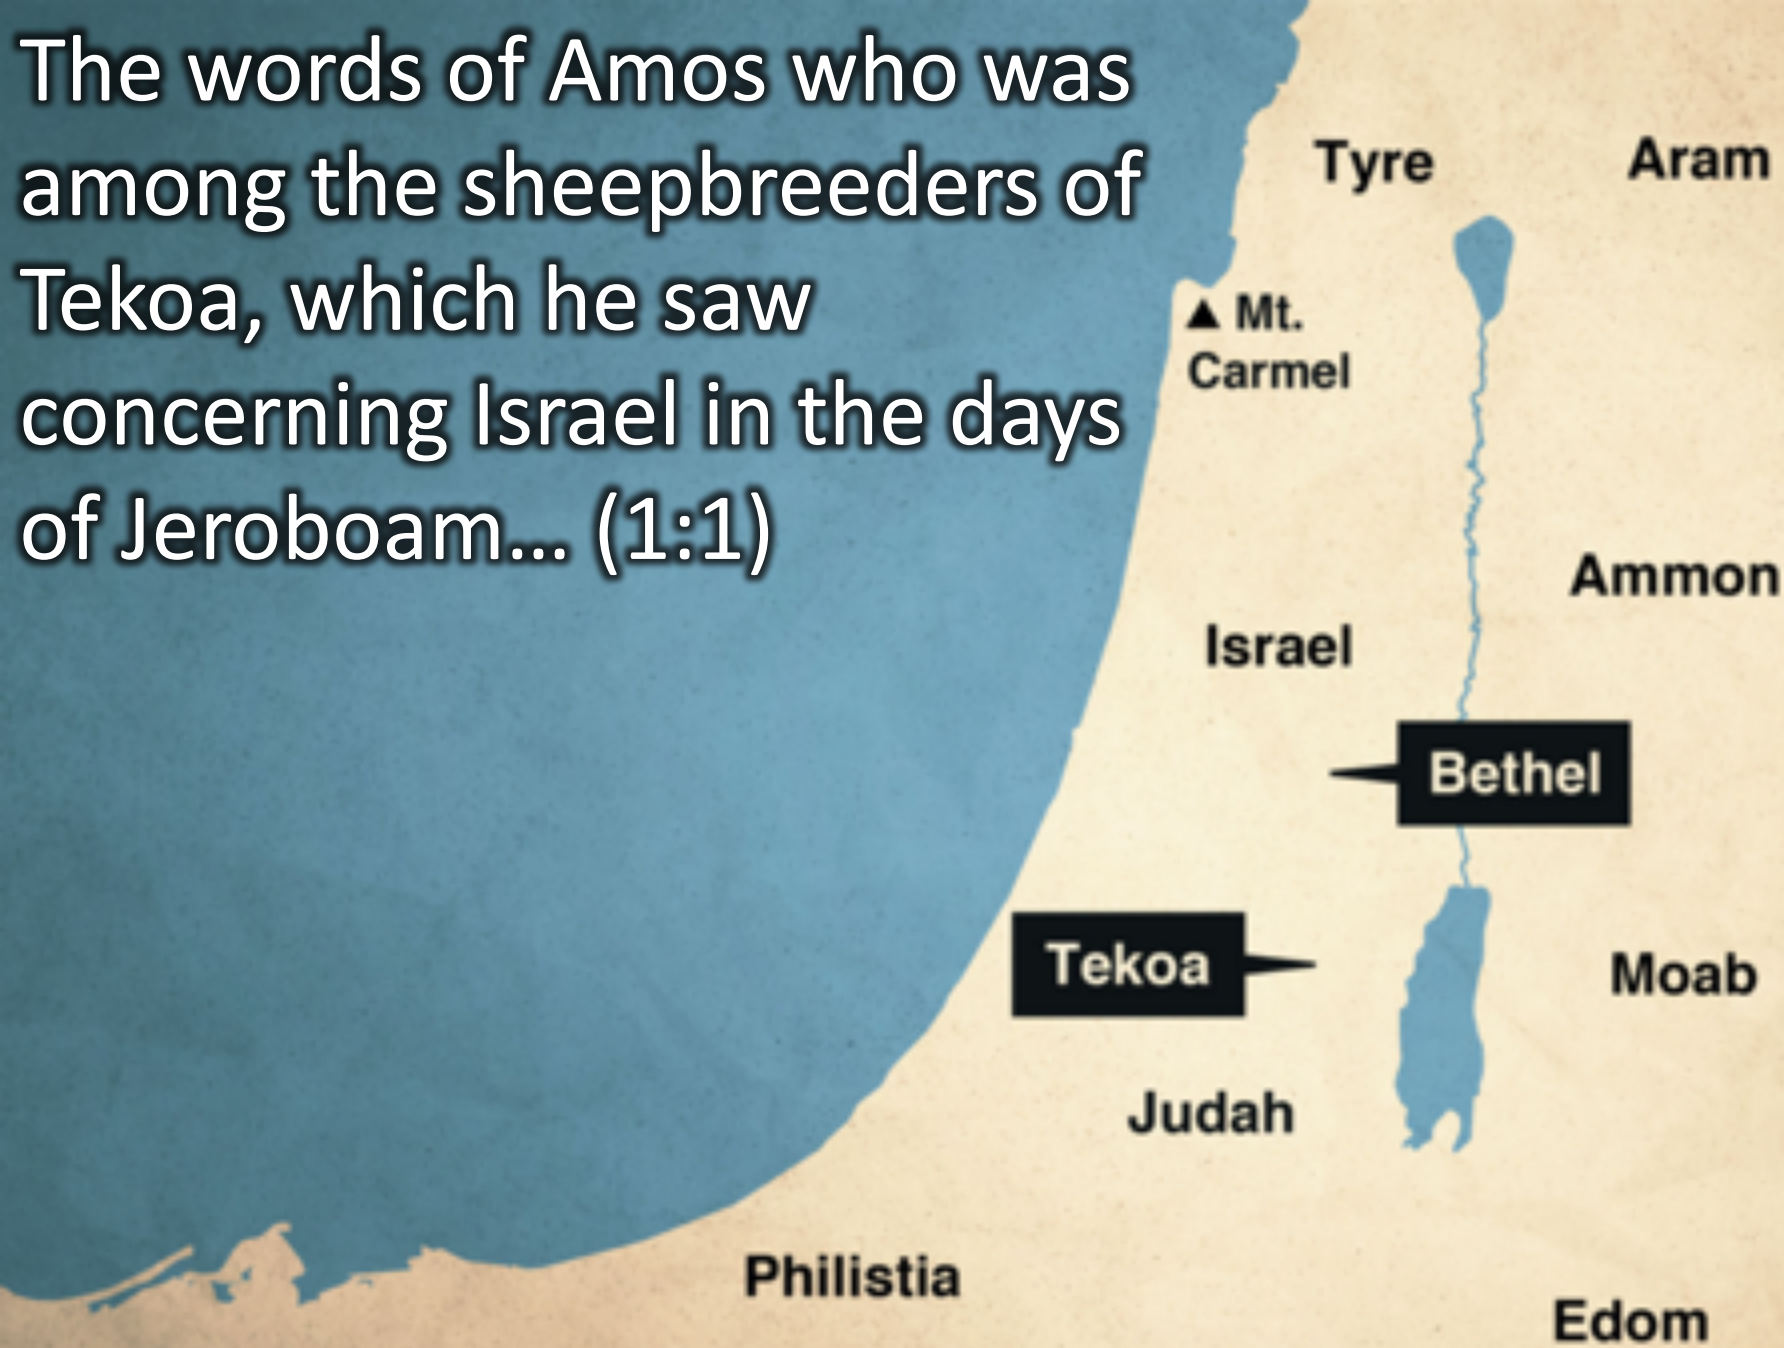 The words of Amos who was
among the sheepbreeders of
Tekoa, which he saw
concerning Israel in the days
of Jeroboam... (1:1)
Tyre
Aram
Mt.
Carmel
Ammon
Israel
Bethel
Tekoa
Moab
Judah
Philistia
Edom